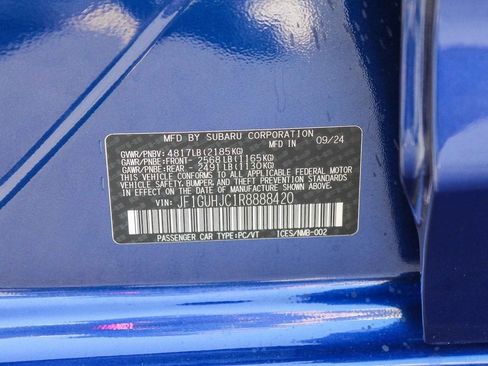 MFD BY SUBARU CORPORATION 09/24
GVWR/PNBV: 4817LB(2185KG)
GAWR/PNBE:FRONT- 2568LB(1165KG)
GAWR/PNBE:REAR - 2491LB(1130KG)
THIS VEHICLE CONFORMS TO ALL APPLICABLE FEDERAL MOTOR
VEHICLE SAFETY,BUMPER,AND THEFT PREVENTION STANDARDS
IN EFFECT ON THE DATE OF MANUFACTURE SHOWN ABOVE.
VIN: JF1GUHJC1R8888420
PASSENGER CAR TYPE:PC/VT ICES/NMB-002